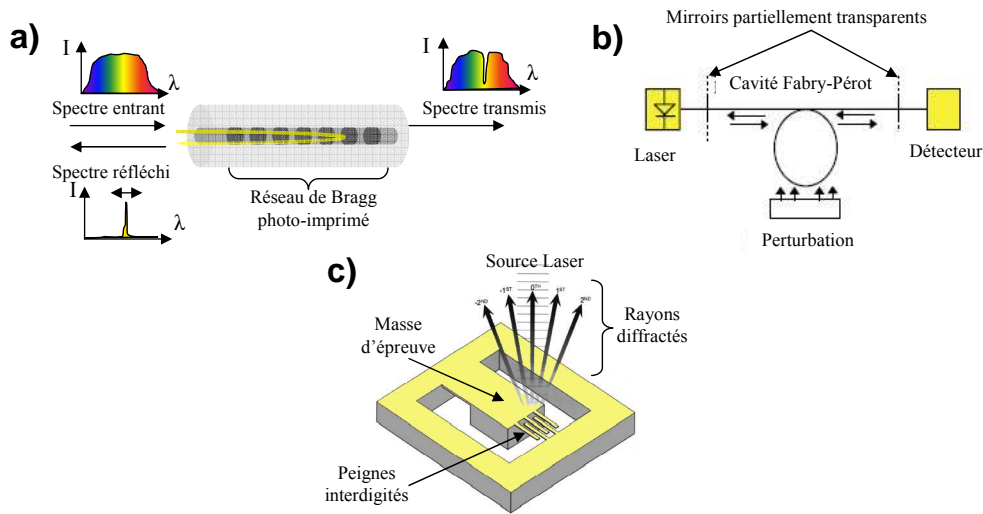 a)
I
λ
Spectre entrant
I
λ
Spectre transmis
Spectre réfléchi
I
λ
Réseau de Bragg
photo-imprimé
b)
Mirroirs partiellement transparents
Cavité Fabry-Pérot
Laser
Détecteur
Perturbation
c)
Source Laser
-2ND
-1ST
0TH
1ST
2ND
Rayons
diffractés
Masse
d'épreuve
Peignes
interdigités